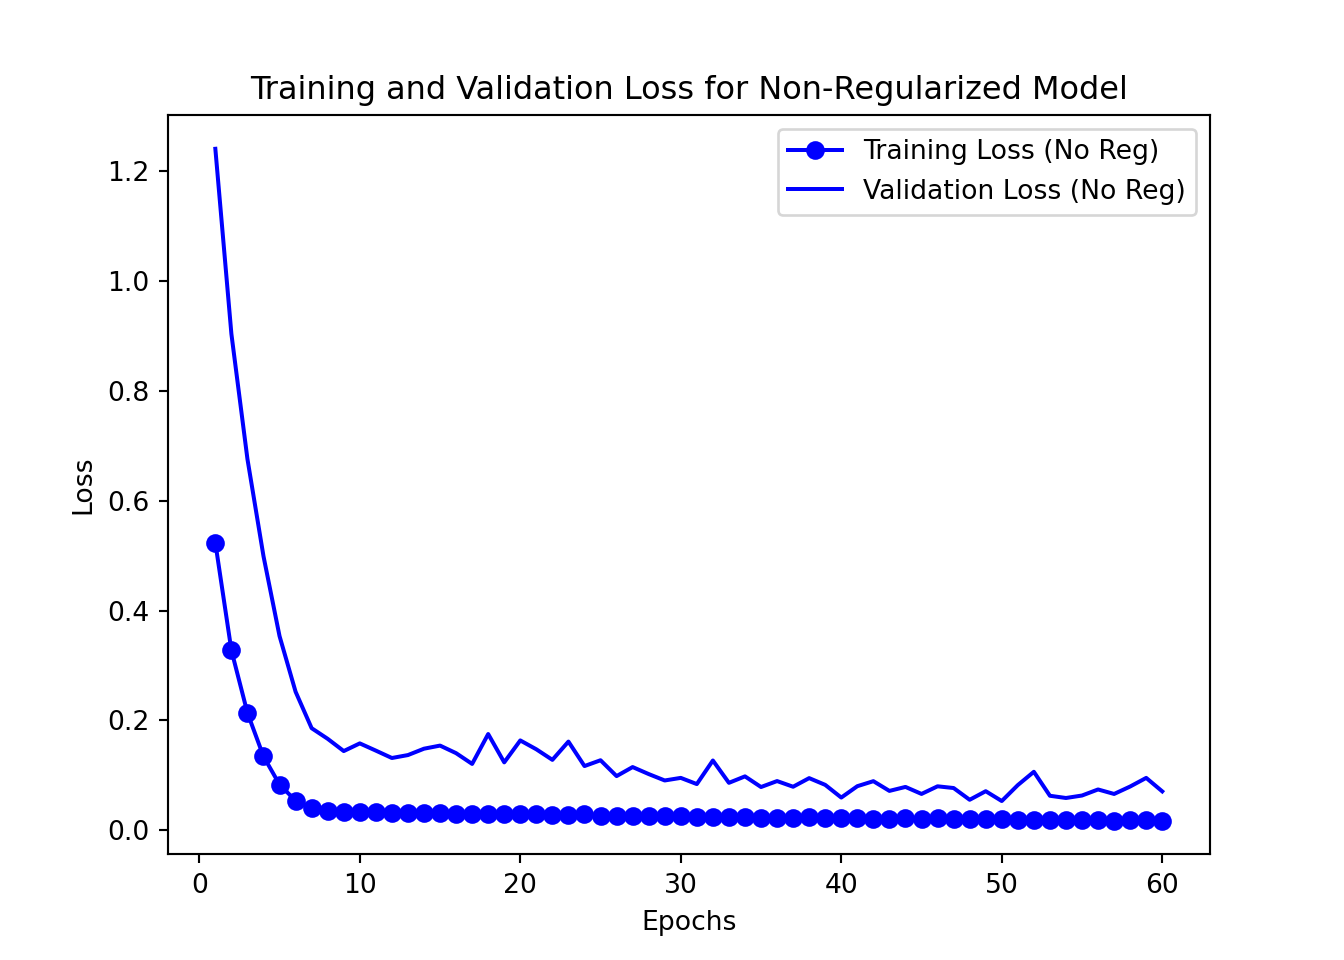 Training and Validation Loss for Non-Regularized Model
Training Loss (No Reg)
Validation Loss (No Reg)
Loss
1.2
1.0
0.8
0.6
0.4
0.2
0.0
0 10 20 30 40 50 60
Epochs